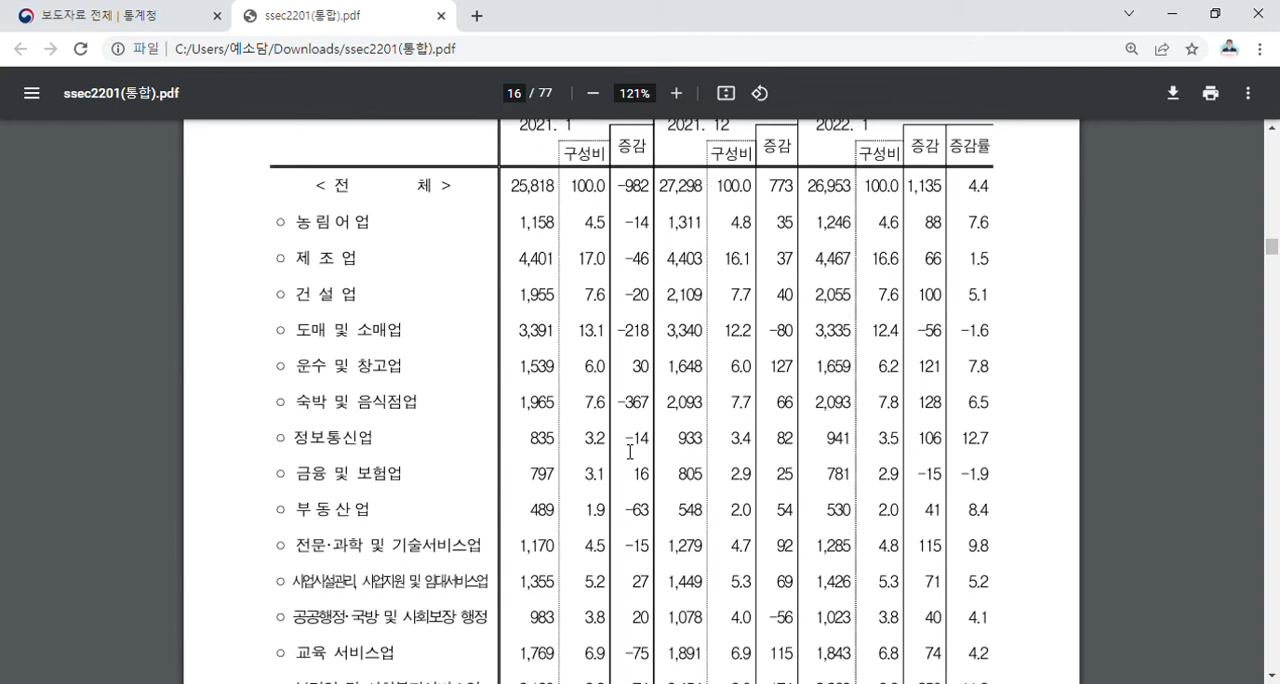 보도자료 전체 | 통계청
ssec2201(통합).pdf
파일 C:/Users/예소담/Downloads/ssec2201(통합).pdf
ssec2201(통합).pdf 16 / 77 121%
2021. 1 2021. 12 2022. 1
구성비 증감 구성비 증감 구성비 증감 증감률
< 전 체 > 25,818 100.0 -982 27,298 100.0 773 26,953 100.0 1,135 4.4
○ 농림어업 1,158 4.5 -14 1,311 4.8 35 1,246 4.6 88 7.6
○ 제 조 업 4,401 17.0 -46 4,403 16.1 37 4,467 16.6 66 1.5
○ 건 설 업 1,955 7.6 -20 2,109 7.7 40 2,055 7.6 100 5.1
○ 도매 및 소매업 3,391 13.1 -218 3,340 12.2 -80 3,335 12.4 -56 -1.6
○ 운수 및 창고업 1,539 6.0 30 1,648 6.0 127 1,659 6.2 121 7.8
○ 숙박 및 음식점업 1,965 7.6 -367 2,093 7.7 66 2,093 7.8 128 6.5
○ 정보통신업 835 3.2 -14 933 3.4 82 941 3.5 106 12.7
○ 금융 및 보험업 797 3.1 16 805 2.9 25 781 2.9 -15 -1.9
○ 부동산업 489 1.9 -63 548 2.0 54 530 2.0 41 8.4
○ 전문·과학 및 기술서비스업 1,170 4.5 -15 1,279 4.7 92 1,285 4.8 115 9.8
○ 사업시설관리, 사업지원 및 임대서비스업 1,355 5.2 27 1,449 5.3 69 1,426 5.3 71 5.2
○ 공공행정·국방 및 사회보장 행정 983 3.8 20 1,078 4.0 -56 1,023 3.8 40 4.1
○ 교육 서비스업 1,769 6.9 -75 1,891 6.9 115 1,843 6.8 74 4.2